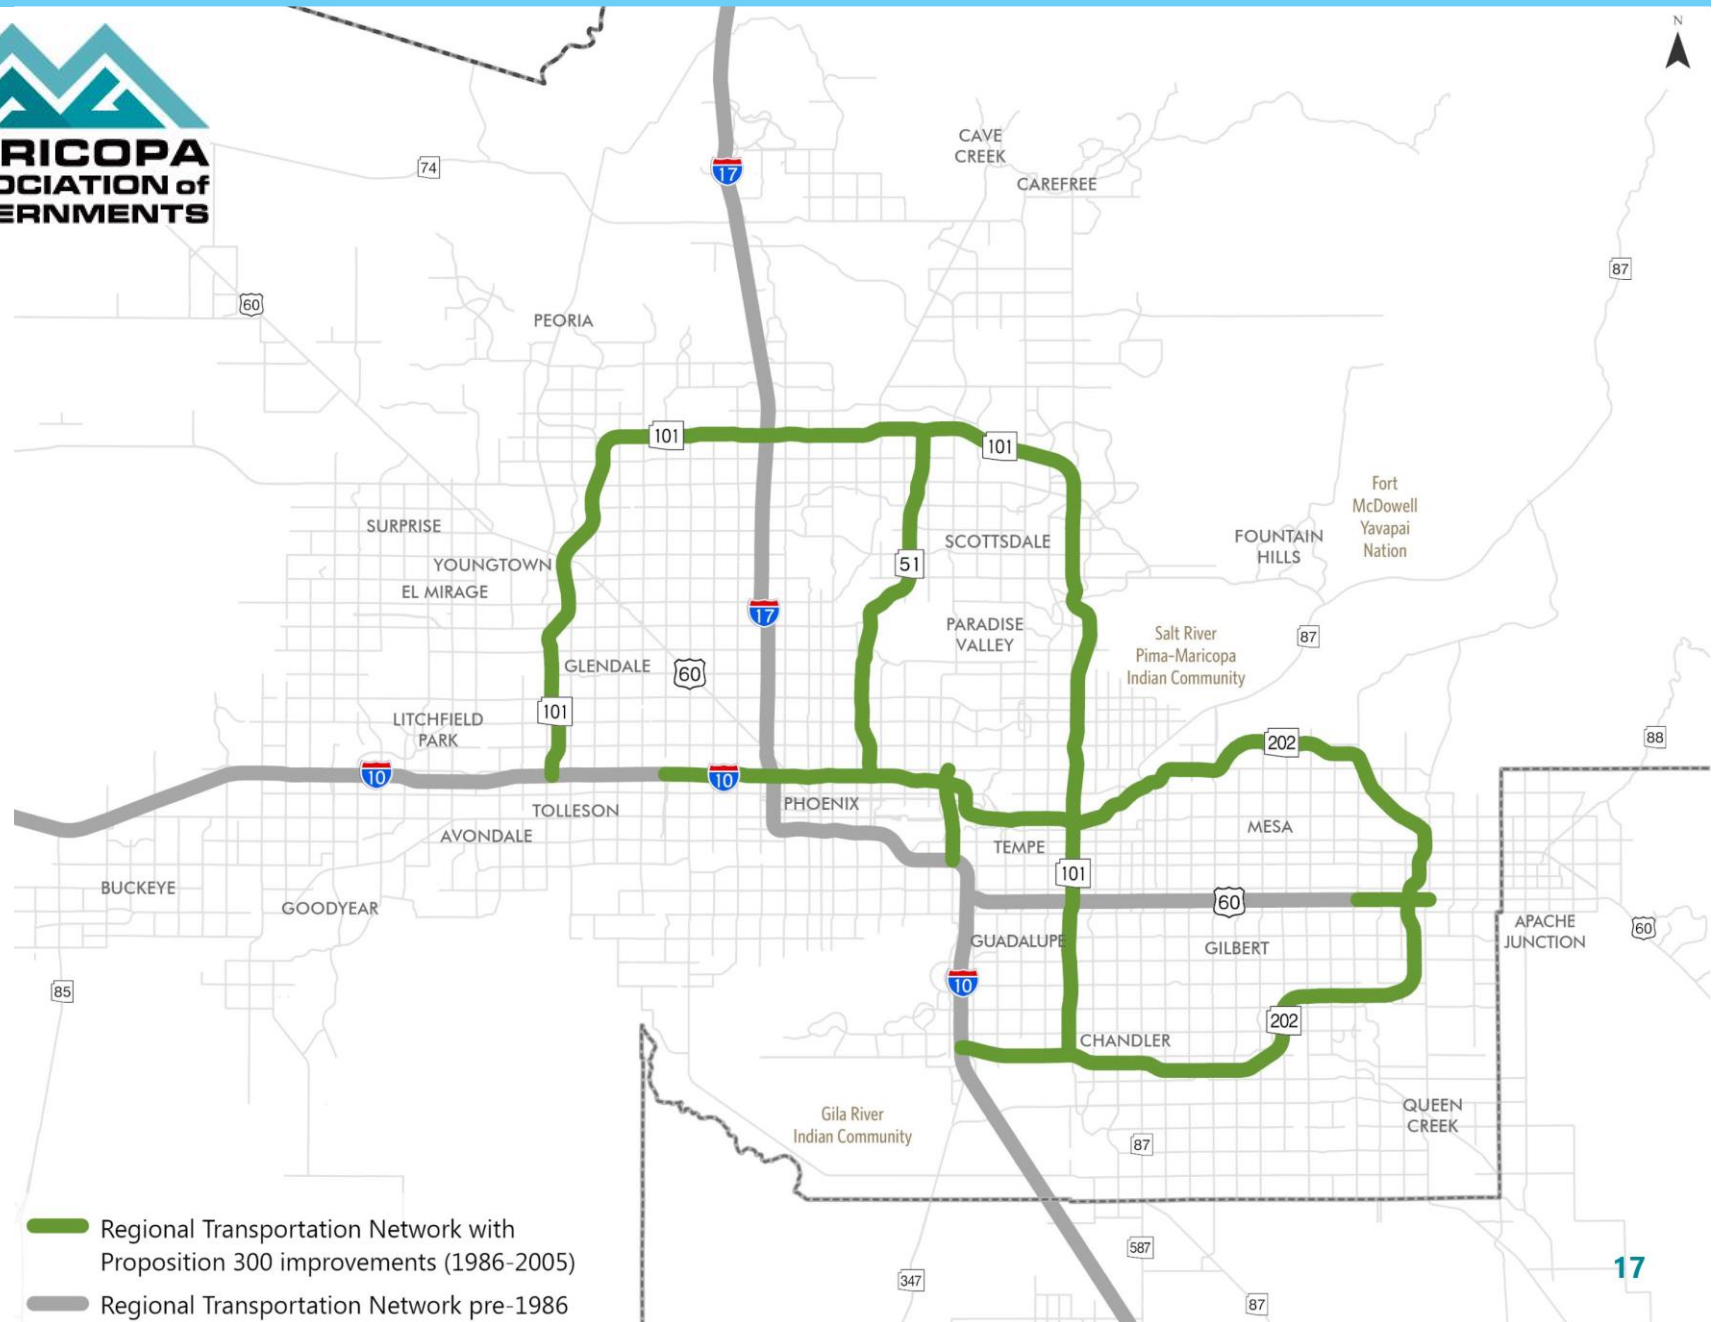 N
RICOPA
OCIATION of
ERNMENTS
17
74
CAVE
CREEK
CAREFREE
87
60
PEORIA
101
101
Fort
McDowell
Yavapai
Nation
SURPRISE
SCOTTSDALE
FOUNTAIN
HILLS
YOUNGTOWN
51
EL MIRAGE
17
PARADISE
VALLEY
87
Salt River
Pima-Maricopa
Indian Community
GLENDALE
60
101
LITCHFIELD
PARK
202
88
10
10
TOLLESON
PHOENIX
AVONDALE
MESA
TEMPE
101
BUCKEYE
GOODYEAR
60
APACHE
JUNCTION
60
GUADALUPE
GILBERT
10
85
202
CHANDLER
Gila River
Indian Community
QUEEN
CREEK
87
Regional Transportation Network with
Proposition 300 improvements (1986-2005)
Regional Transportation Network pre-1986
587
347
87
17